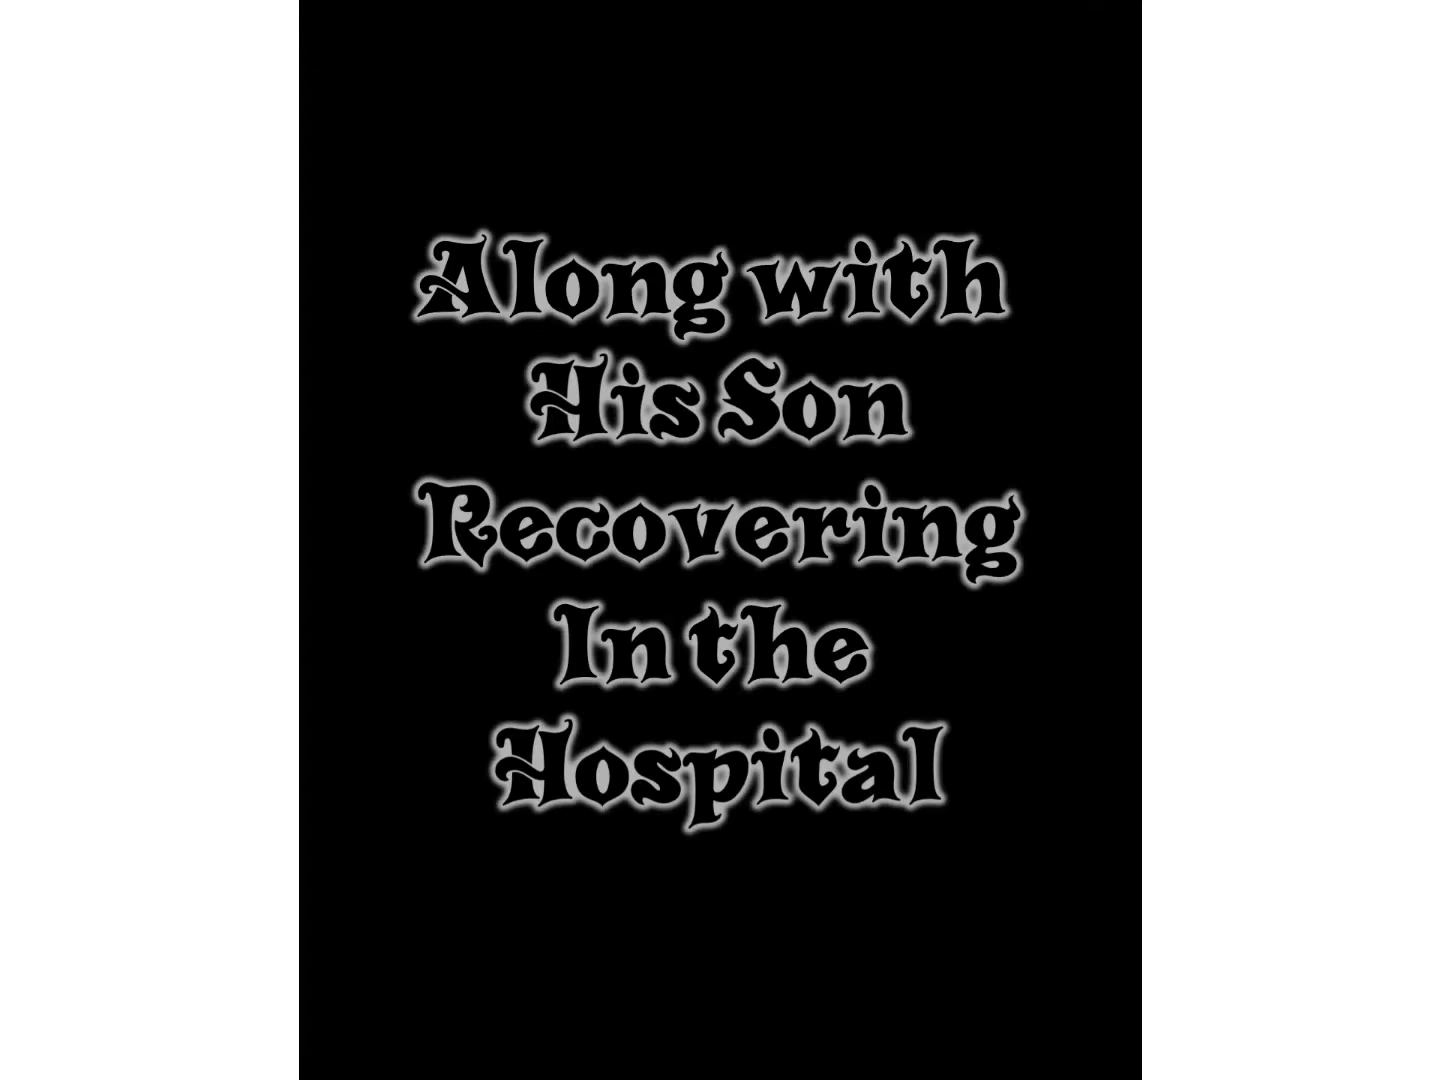 Along with
His Son
Recovering
In the
Hospital